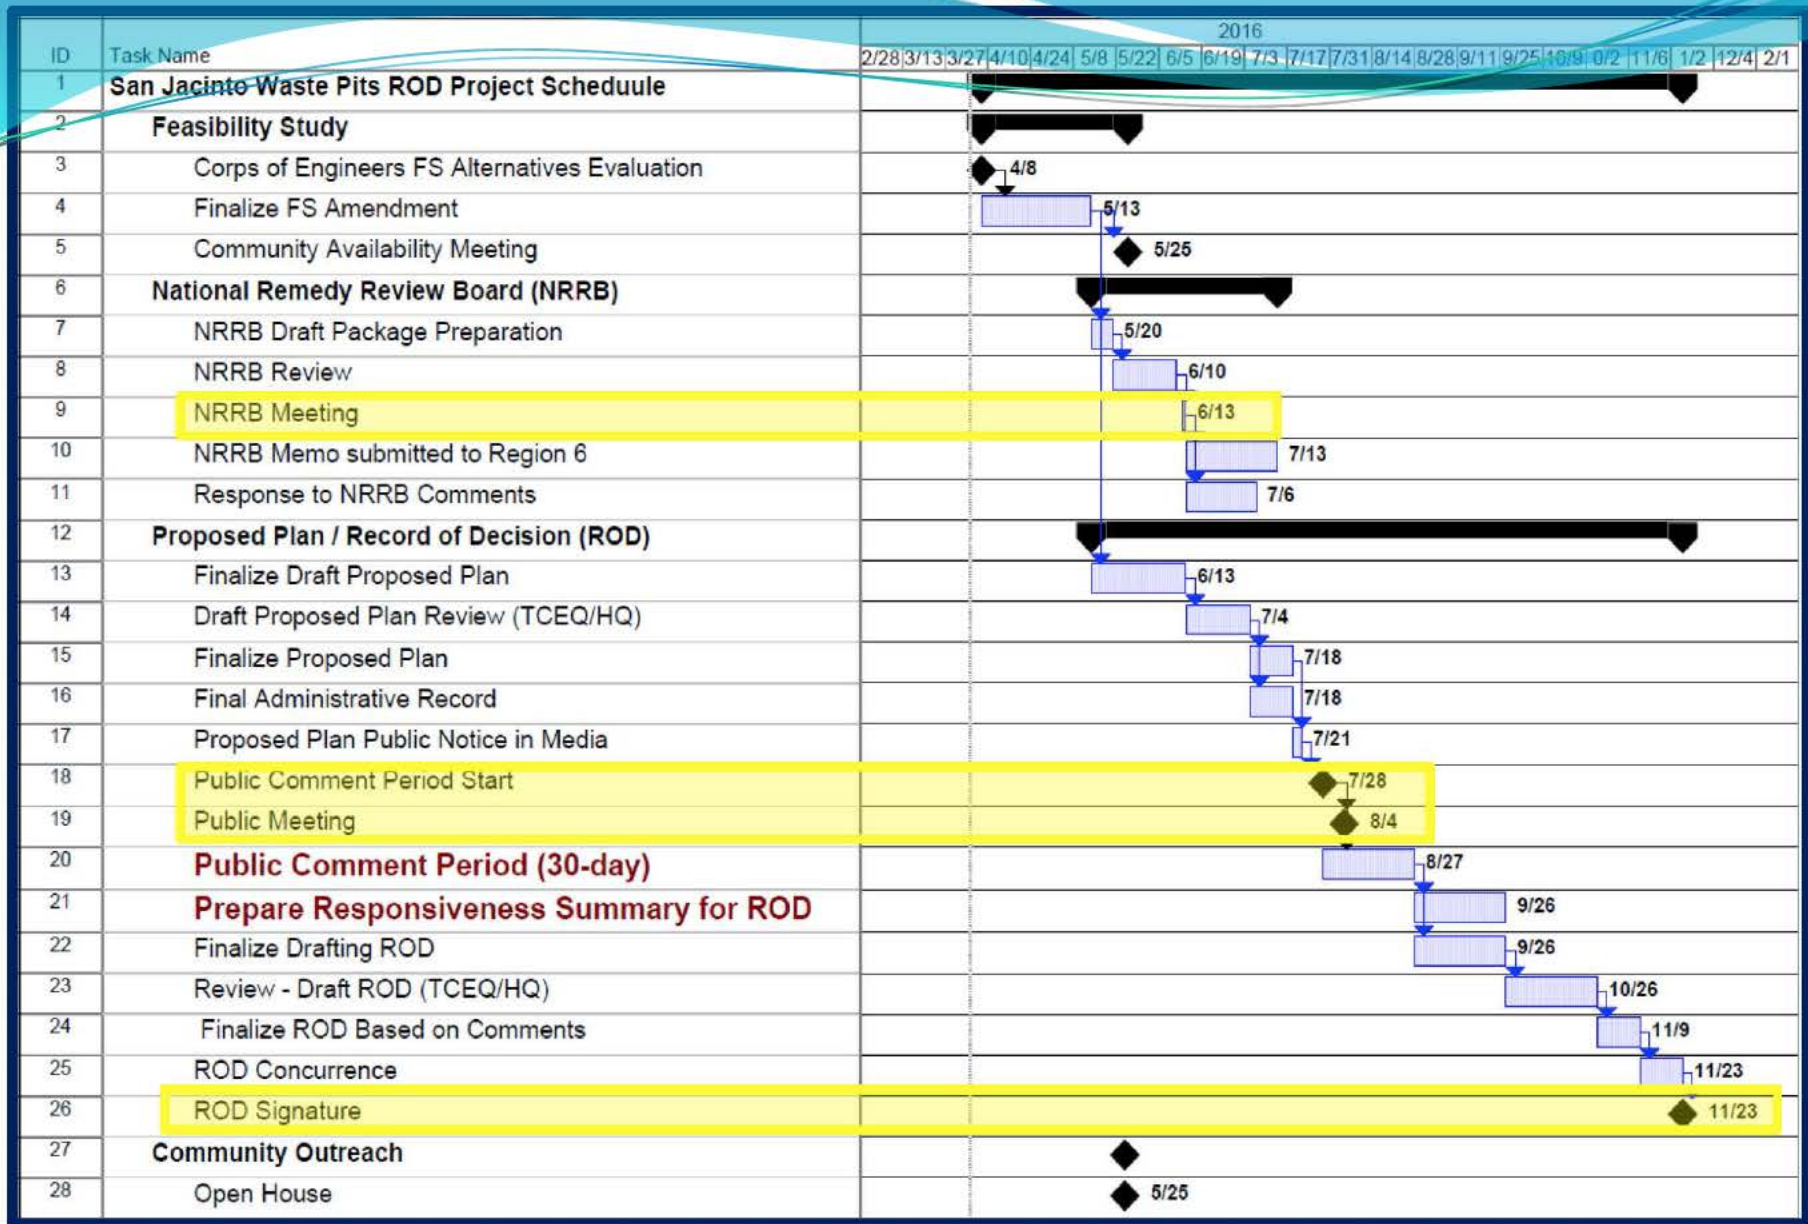 2016
ID Task Name 2/28 3/13 3/27 4/10 4/24 5/8 5/22 6/5 6/19 7/3 7/17 7/31 8/14 8/28 9/11 9/25 10/9 0/2 11/6 1/2 12/4 2/1
1 San Jacinto Waste Pits ROD Project Scheduule
2 Feasibility Study
3 Corps of Engineers FS Alternatives Evaluation 4/8
4 Finalize FS Amendment 5/13
5 Community Availability Meeting 5/25
6 National Remedy Review Board (NRRB)
7 NRRB Draft Package Preparation 5/20
8 NRRB Review 6/10
9 NRRB Meeting 6/13
10 NRRB Memo submitted to Region 6 7/13
11 Response to NRRB Comments 7/6
12 Proposed Plan / Record of Decision (ROD)
13 Finalize Draft Proposed Plan 6/13
14 Draft Proposed Plan Review (TCEQ/HQ) 7/4
15 Finalize Proposed Plan 7/18
16 Final Administrative Record 7/18
17 Proposed Plan Public Notice in Media 7/21
18 Public Comment Period Start 7/28
19 Public Meeting 8/4
20 Public Comment Period (30-day) 8/27
21 Prepare Responsiveness Summary for ROD 9/26
22 Finalize Drafting ROD 9/26
23 Review - Draft ROD (TCEQ/HQ) 10/26
24 Finalize ROD Based on Comments 11/9
25 ROD Concurrence 11/23
26 ROD Signature 11/23
27 Community Outreach
28 Open House 5/25